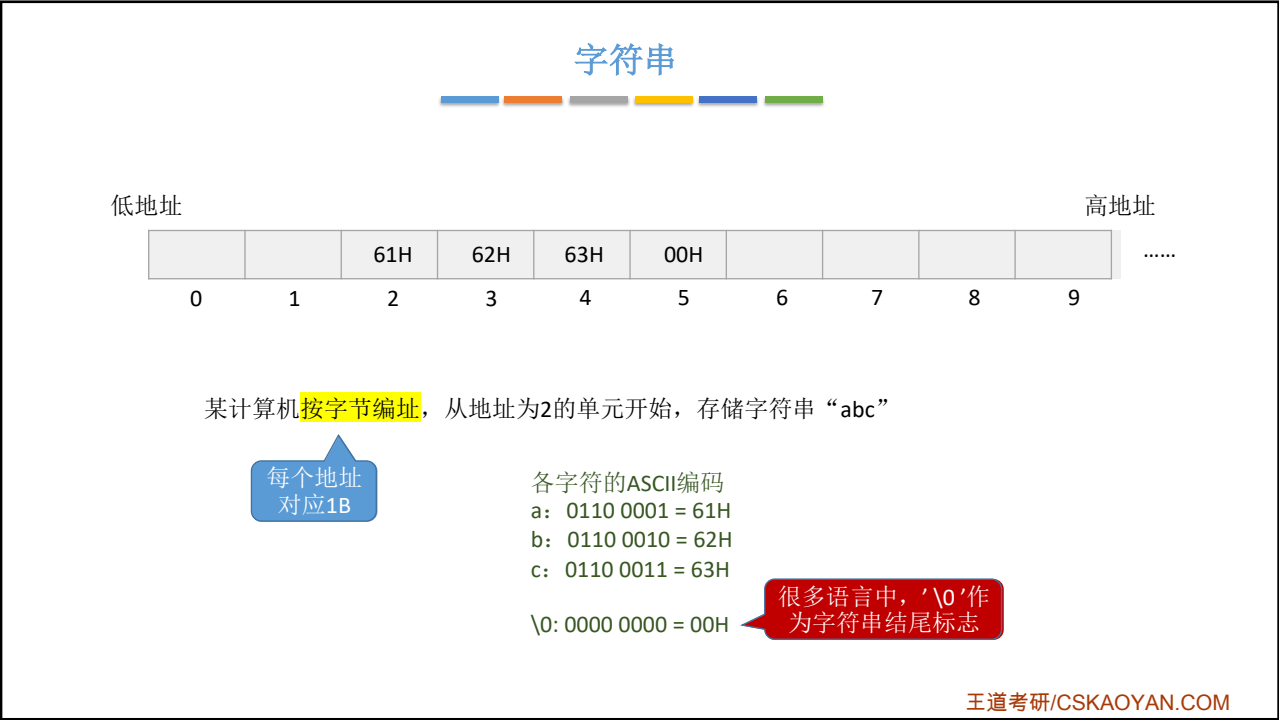 字符串
低地址 高地址
61H 62H 63H 00H ……
0 1 2 3 4 5 6 7 8 9
某计算机按字节编址，从地址为2的单元开始，存储字符串“abc”
每个地址
对应1B
各字符的ASCII编码
a：0110 0001 = 61H
b：0110 0010 = 62H
c：0110 0011 = 63H
\0: 0000 0000 = 00H
很多语言中，’\0’作
为字符串结尾标志
王道考研/CSKAOYAN.COM